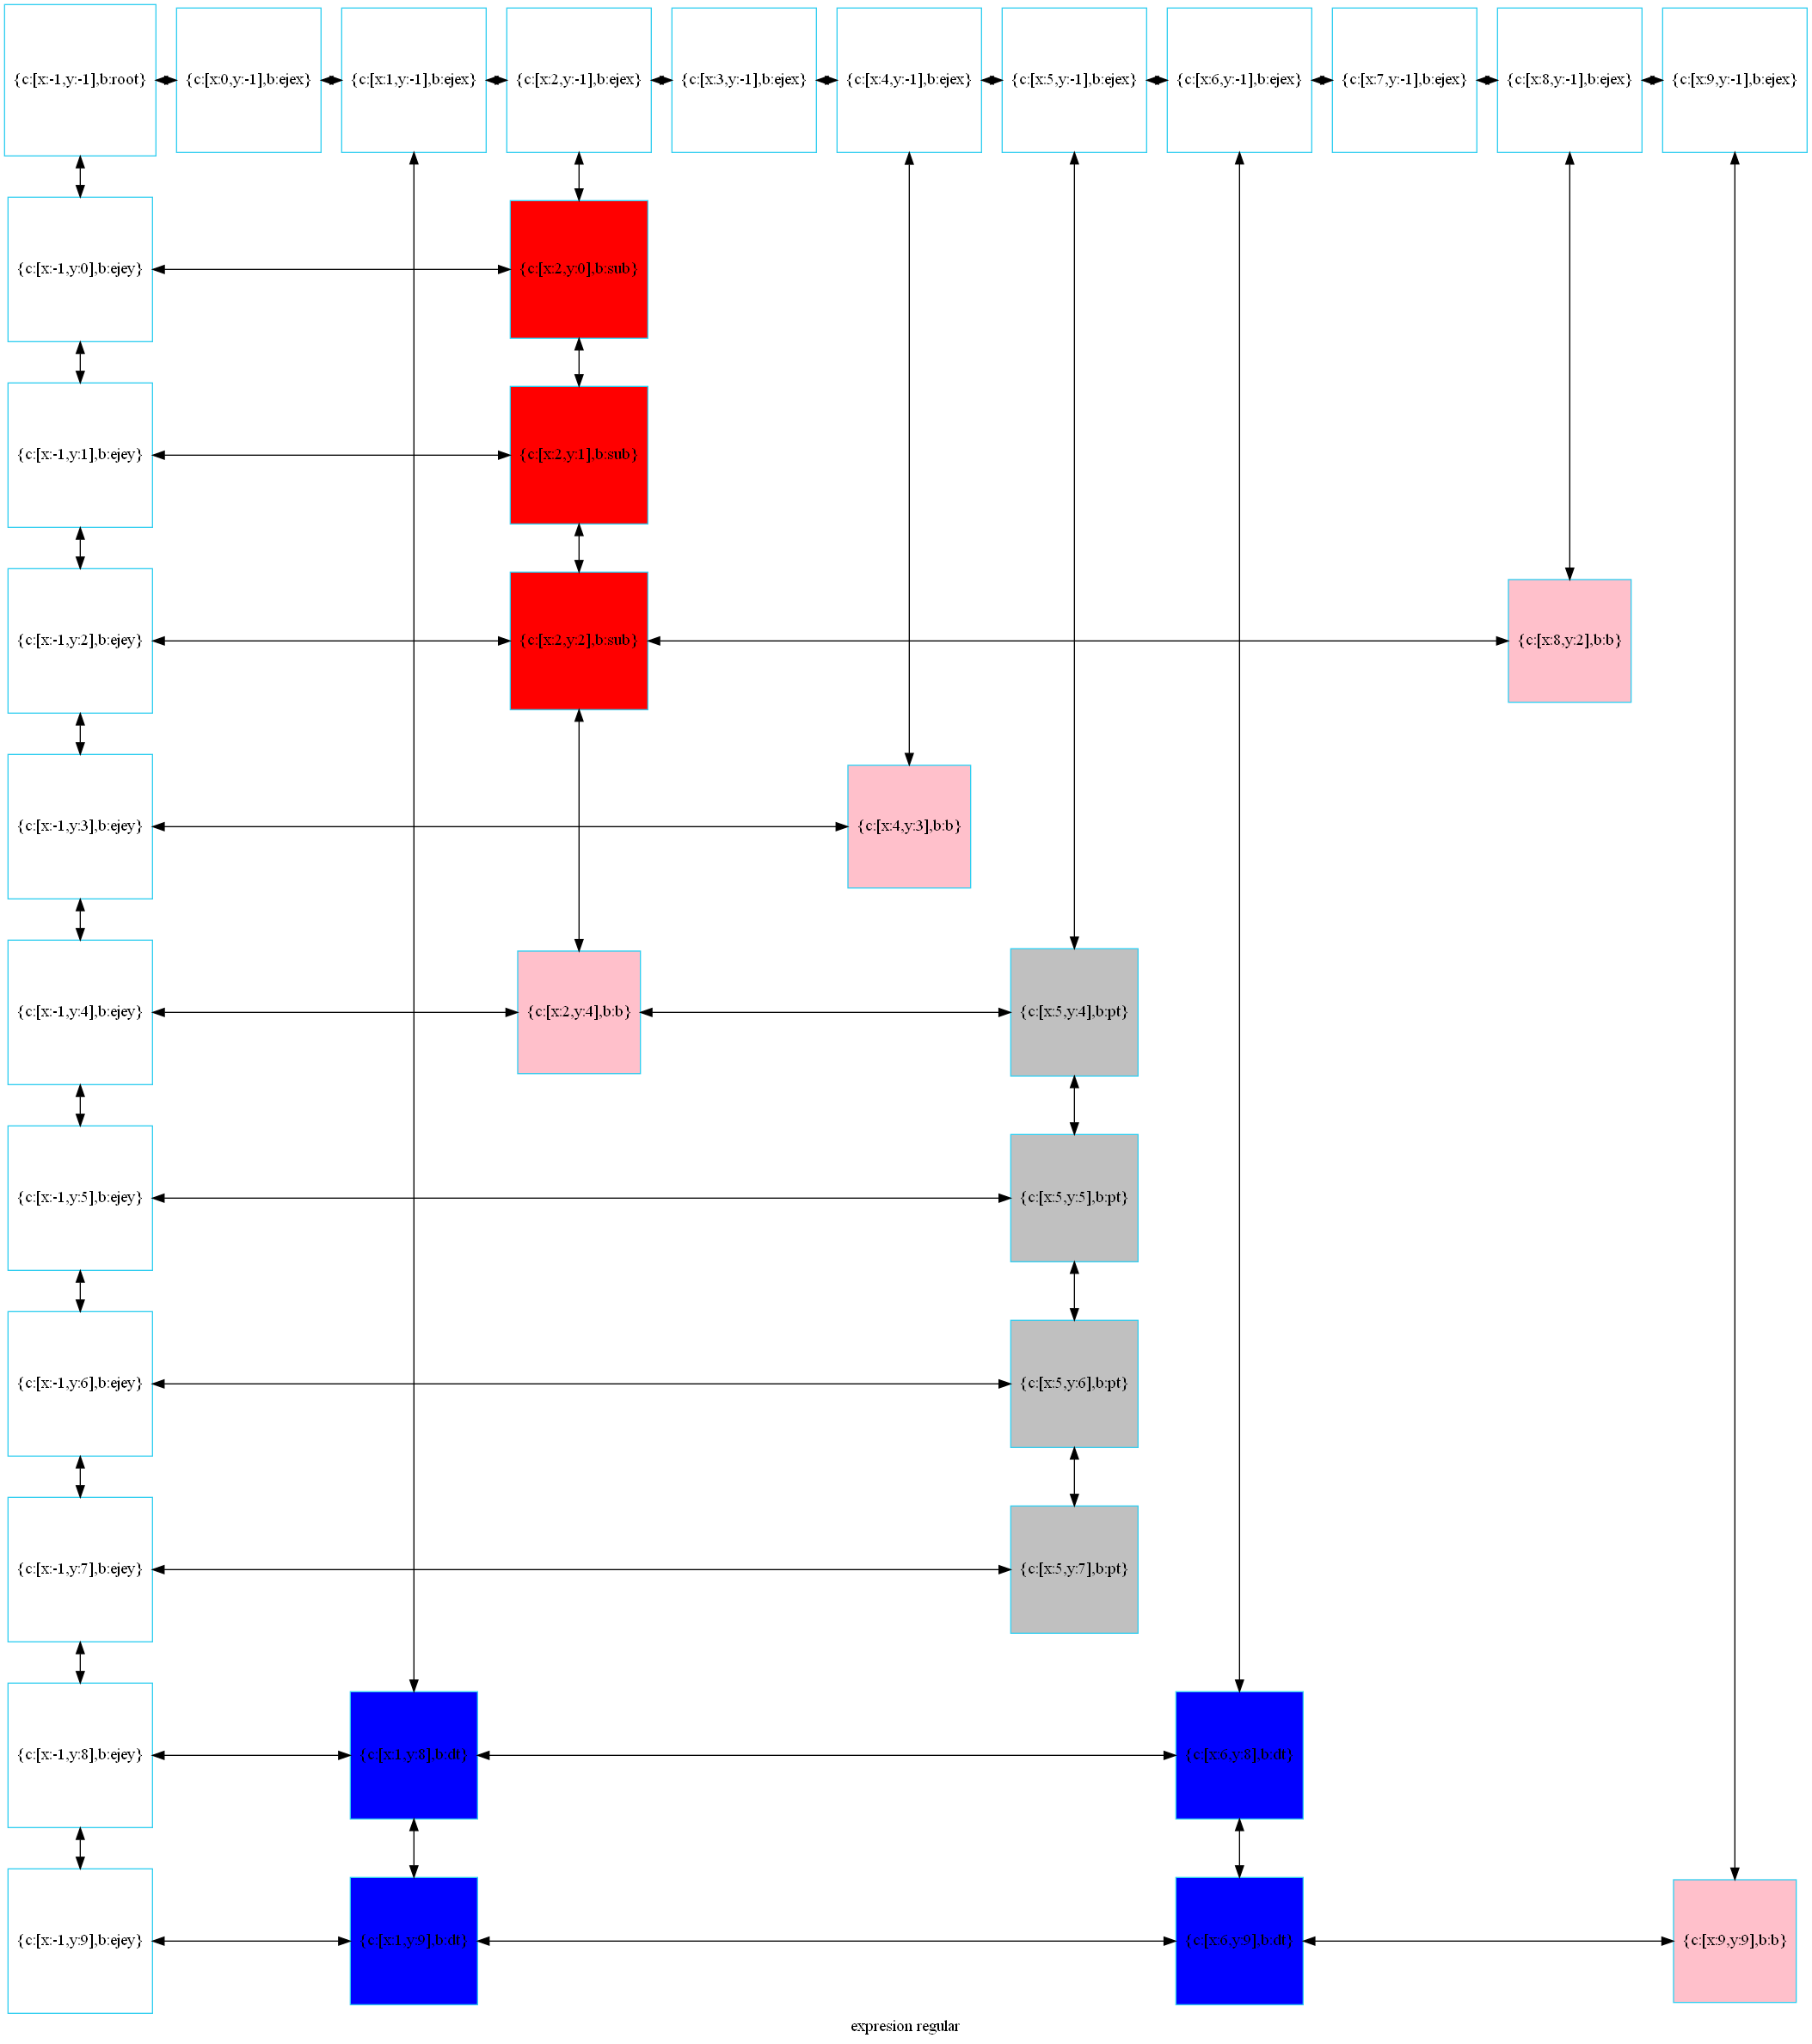 {c:[x:-1,y:-1],b:root} {c:[x:0,y:-1],b:ejex} {c:[x:1,y:-1],b:ejex} {c:[x:2,y:-1],b:ejex} {c:[x:3,y:-1],b:ejex} {c:[x:4,y:-1],b:ejex} {c:[x:5,y:-1],b:ejex} {c:[x:6,y:-1],b:ejex} {c:[x:7,y:-1],b:ejex} {c:[x:8,y:-1],b:ejex} {c:[x:9,y:-1],b:ejex}
{c:[x:-1,y:0],b:ejey} {c:[x:2,y:0],b:sub}
{c:[x:-1,y:1],b:ejey} {c:[x:2,y:1],b:sub}
{c:[x:-1,y:2],b:ejey} {c:[x:2,y:2],b:sub} {c:[x:8,y:2],b:b}
{c:[x:-1,y:3],b:ejey} {c:[x:4,y:3],b:b}
{c:[x:-1,y:4],b:ejey} {c:[x:2,y:4],b:b} {c:[x:5,y:4],b:pt}
{c:[x:-1,y:5],b:ejey} {c:[x:5,y:5],b:pt}
{c:[x:-1,y:6],b:ejey} {c:[x:5,y:6],b:pt}
{c:[x:-1,y:7],b:ejey} {c:[x:5,y:7],b:pt}
{c:[x:-1,y:8],b:ejey} {c:[x:1,y:8],b:dt} {c:[x:6,y:8],b:dt}
{c:[x:-1,y:9],b:ejey} {c:[x:1,y:9],b:dt} {c:[x:6,y:9],b:dt} {c:[x:9,y:9],b:b}
expresion regular